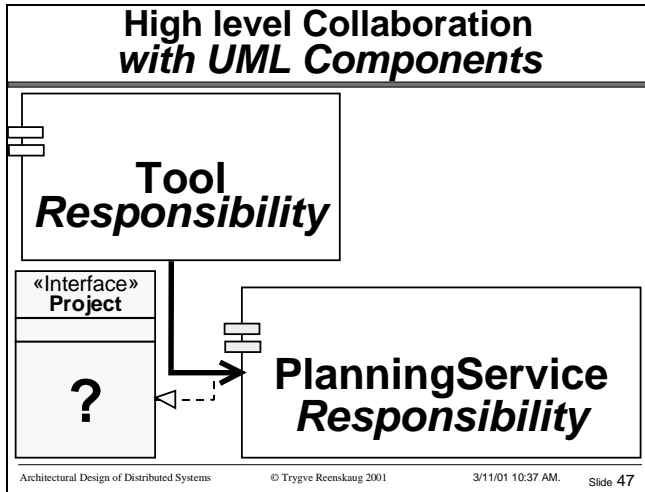 High level Collaboration
with UML Components
Tool
Responsibility
«Interface»
Project
?
PlanningService
Responsibility
Architectural Design of Distributed Systems © Trygve Reenskaug 2001 3/11/01 10:37 AM. Slide 47